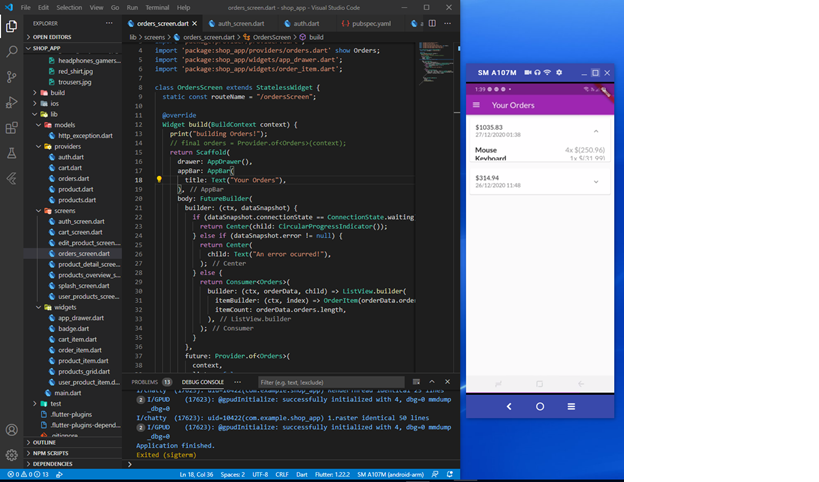 File Edit Selection View Go Run Terminal Help
orders_screen.dart - shop_app - Visual Studio Code
EXPLORER
OPEN EDITORS
SHOP_APP
headphones_gamers...
red_shirt.jpg
trousers.jpg
build
ios
lib
models
http_exception.dart
providers
auth.dart
cart.dart
orders.dart
product.dart
products.dart
screens
auth_screen.dart
cart_screen.dart
edit_product_screen....
orders_screen.dart
product_detail_scree...
products_overview_s...
splash_screen.dart
user_products_scree...
widgets
app_drawer.dart
badge.dart
cart_item.dart
order_item.dart
product_item.dart
products_grid.dart
user_product_item.d...
main.dart
test
.flutter-plugins
.flutter-plugins-depend...
.gitignore
OUTLINE
NPM SCRIPTS
DEPENDENCIES
orders_screen.dart
auth_screen.dart
auth.dart
pubspec.yaml
lib > screens > orders_screen.dart > OrdersScreen > build
4 import 'package:shop_app/providers/orders.dart' show Orders;
5 import 'package:shop_app/widgets/app_drawer.dart';
6 import 'package:shop_app/widgets/order_item.dart';
7
8 class OrdersScreen extends StatelessWidget {
9 static const routeName = "/ordersScreen";
10
11 @override
12 Widget build(BuildContext context) {
13 print("building Orders!");
14 // final orders = Provider.of<Orders>(context);
15 return Scaffold(
16 drawer: AppDrawer(),
17 appBar: AppBar(
18 title: Text("Your Orders"),
19 ), // AppBar
20 body: FutureBuilder(
21 builder: (ctx, dataSnapshot) {
22 if (dataSnapshot.connectionState == ConnectionState.waiting
23 return Center(child: CircularProgressIndicator());
24 } else if (dataSnapshot.error != null) {
25 return Center(
26 child: Text("An error ocurred!"),
27 ); // Center
28 } else {
29 return Consumer<Orders>(
30 builder: (ctx, orderData, child) => ListView.builder(
31 itemBuilder: (ctx, index) => OrderItem(orderData.order
32 itemCount: orderData.orders.length,
33 ), // ListView.builder
34 ); // Consumer
35 }
36 },
37 future: Provider.of<Orders>(
38 context,
PROBLEMS 13 DEBUG CONSOLE
Filter (e.g. text, !exclude)
I/chatty (17623): uid=10422(com.example.shop_app) RenderThread identical 25 lines
2 I/GPUD (17623): @gpudInitialize: successfully initialized with 4, dbg=0 mmdump
_dbg=0
I/chatty (17623): uid=10422(com.example.shop_app) 1.raster identical 50 lines
2 I/GPUD (17623): @gpudInitialize: successfully initialized with 4, dbg=0 mmdump
_dbg=0
Application finished.
Exited (sigterm)
0 0 13
Ln 18, Col 36 Spaces: 2 UTF-8 CRLF Dart Flutter: 1.22.2 SM A107M (android-arm)
SM A107M
1:39
Your Orders
$1035.83
27/12/2020 01:38
Mouse 4x $(250.96)
Keyboard 1x $(31.99)
$314.94
26/12/2020 11:48